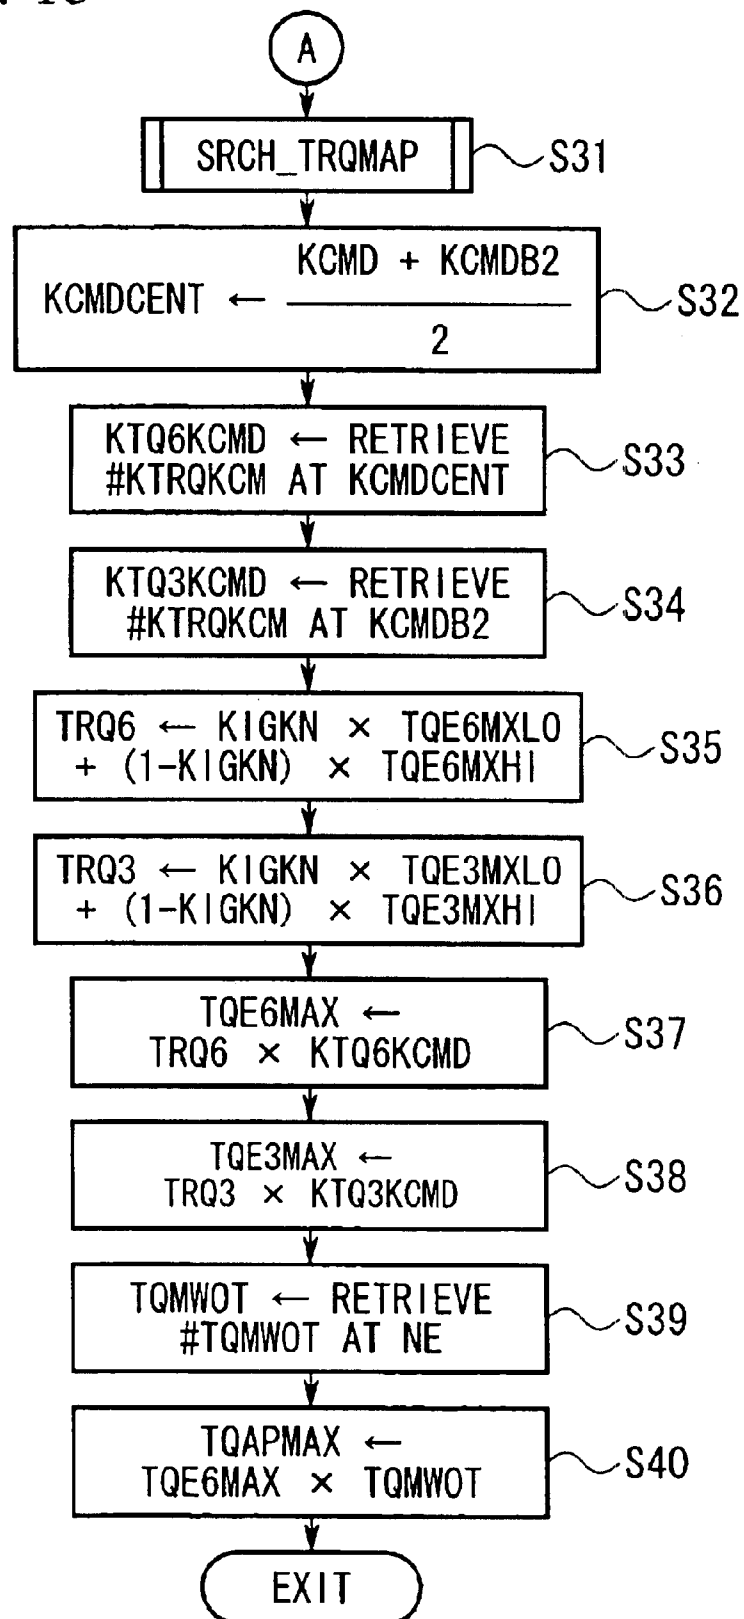 A
SRCH_TRQMAP
S31
KCMD + KCMDB2
KCMDCENT ←
2
S32
KTQ6KCMD ← RETRIEVE
#KTRQKCM AT KCMDCENT
S33
KTQ3KCMD ← RETRIEVE
#KTRQKCM AT KCMDB2
S34
TRQ6 ← KIGKN × TQE6MXLO
+ (1-KIGKN) × TQE6MXHI
S35
TRQ3 ← KIGKN × TQE3MXLO
+ (1-KIGKN) × TQE3MXHI
S36
TQE6MAX ←
TRQ6 × KTQ6KCMD
S37
TQE3MAX ←
TRQ3 × KTQ3KCMD
S38
TQMWOT ← RETRIEVE
#TQMWOT AT NE
S39
TQAPMAX ←
TQE6MAX × TQMWOT
S40
EXIT